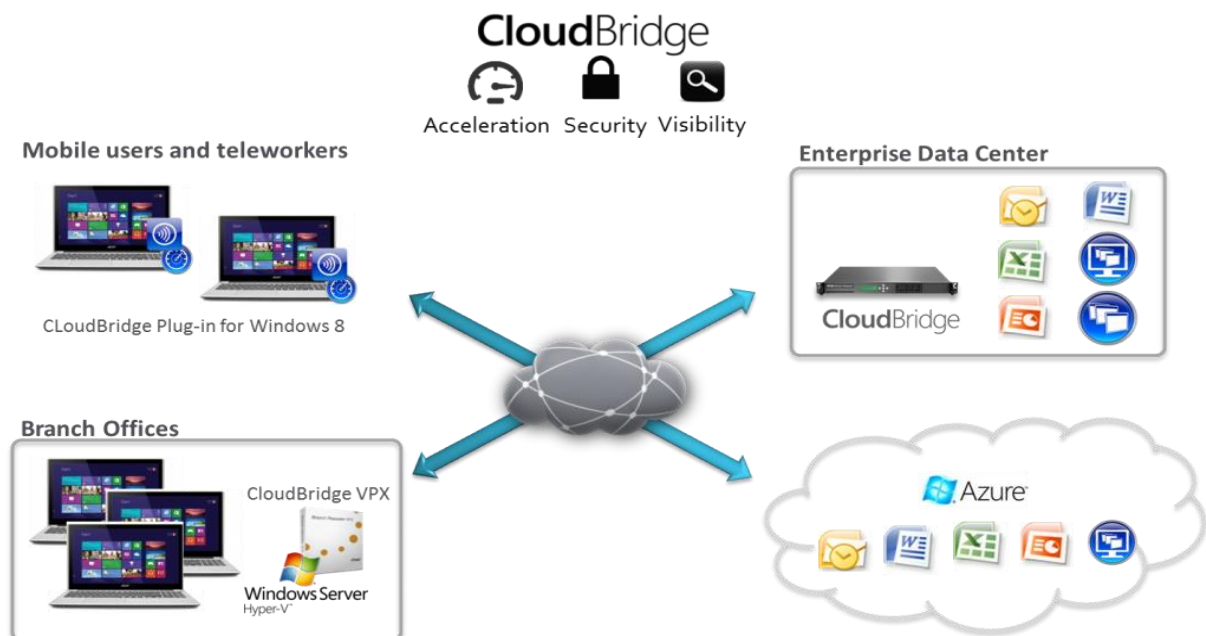 CloudBridge
Acceleration Security Visibility
Mobile users and teleworkers
CLoudBridge Plug-in for Windows 8
Enterprise Data Center
CloudBridge
Branch Offices
CloudBridge VPX
Windows Server
Hyper-V
Azure